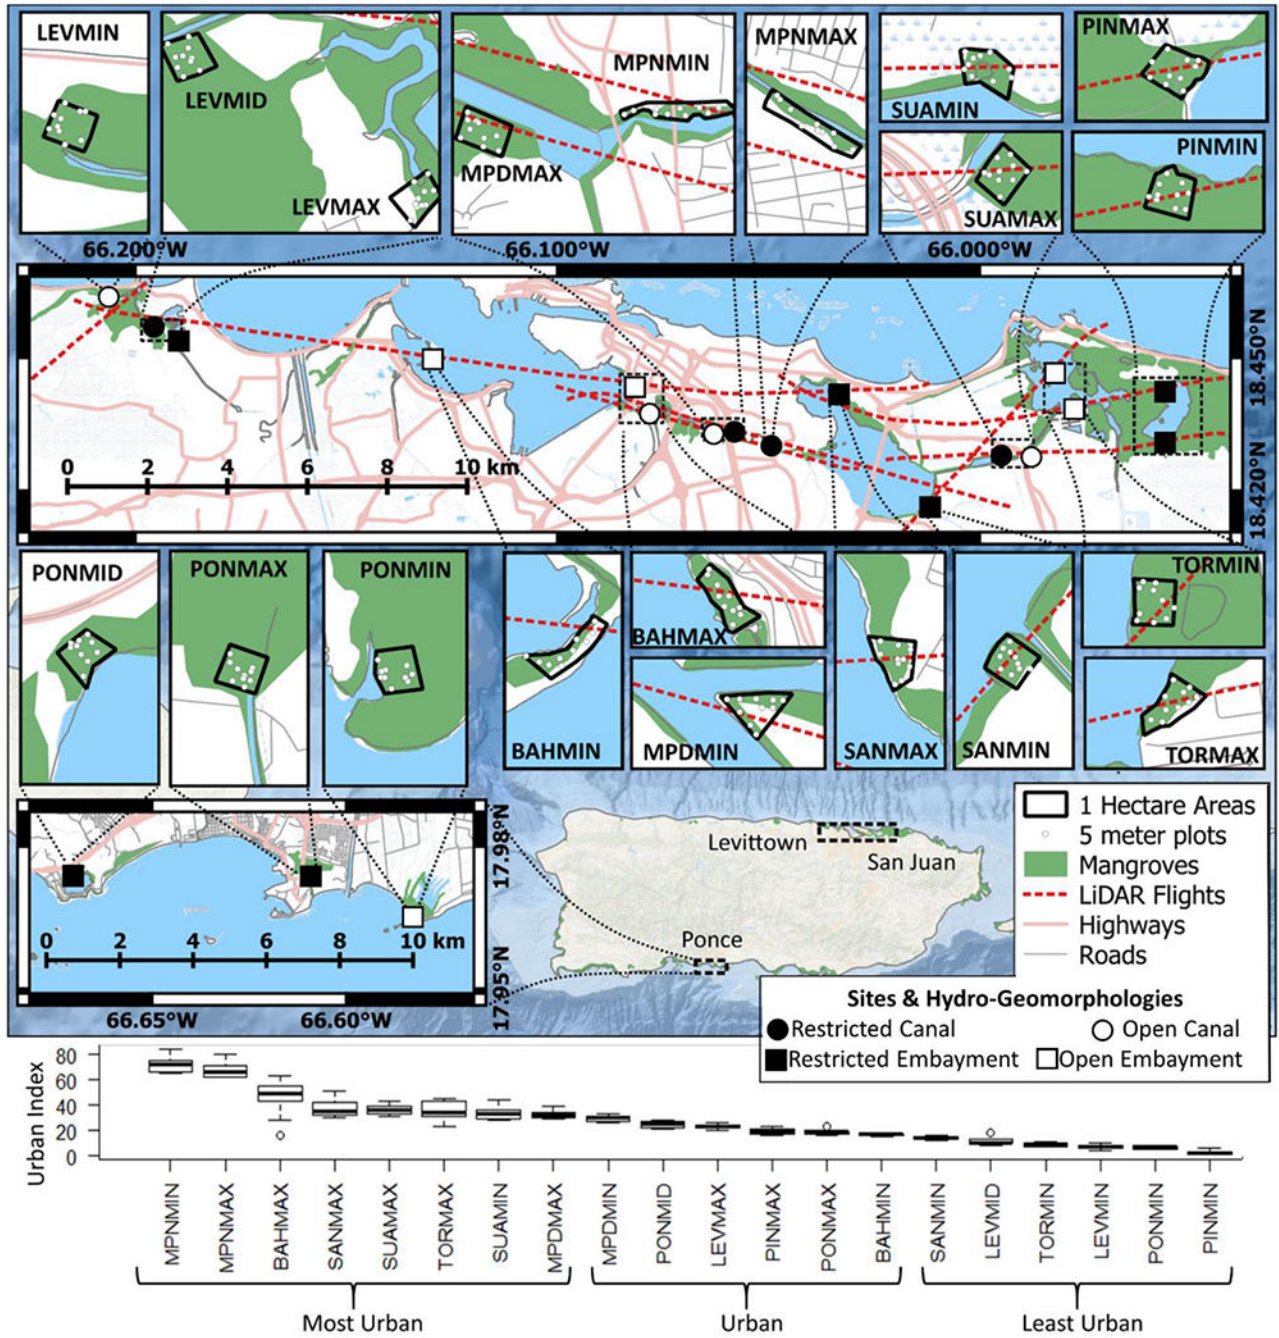 LEVMIN
LEVMID
LEVMAX
MPDMAX
MPNMIN
MPNMAX
SUAMIN
SUAMAX
PINMAX
PINMIN
66.200°W
66.100°W
66.000°W
18.450°N
18.420°N
0 2 4 6 8 10 km
PONMID
PONMAX
PONMIN
BAHMIN
BAHMAX
MPDMIN
SANMAX
SANMIN
TORMIN
TORMAX
17.98°N
17.95°N
0 2 4 6 8 10 km
66.65°W
66.60°W
Levittown
San Juan
Ponce
1 Hectare Areas
5 meter plots
Mangroves
LiDAR Flights
Highways
Roads
Sites & Hydro-Geomorphologies
Restricted Canal
Open Canal
Restricted Embayment
Open Embayment
Urban Index
80
60
40
20
0
MPNMIN
MPNMAX
BAHMAX
SANMAX
SUAMAX
TORMAX
SUAMIN
MPDMAX
MPDMIN
PONMID
LEVMAX
PINMAX
PONMAX
BAHMIN
SANMIN
LEVMID
TORMIN
LEVMIN
PONMIN
PINMIN
Most Urban
Urban
Least Urban